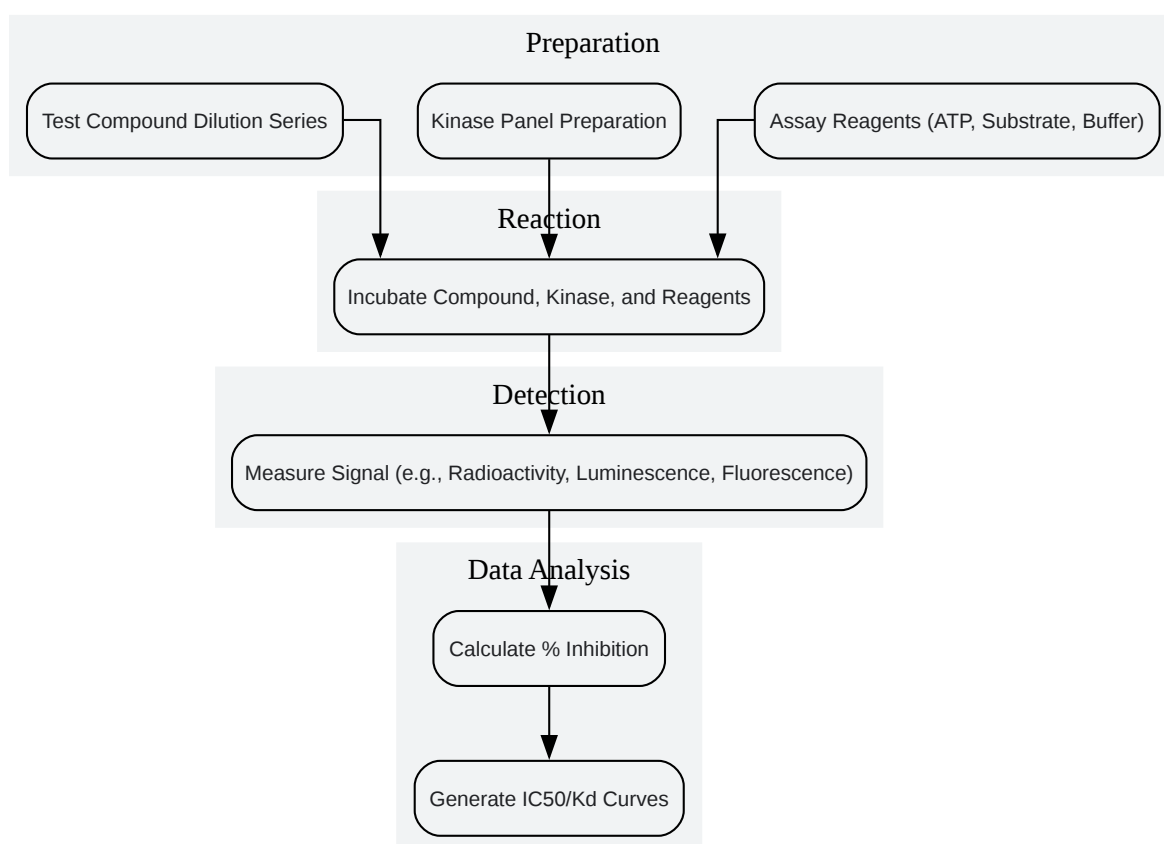 Preparation
Test Compound Dilution Series
Kinase Panel Preparation
Assay Reagents (ATP, Substrate, Buffer)
Reaction
Incubate Compound, Kinase, and Reagents
Detection
Measure Signal (e.g., Radioactivity, Luminescence, Fluorescence)
Data Analysis
Calculate % Inhibition
Generate IC50/Kd Curves